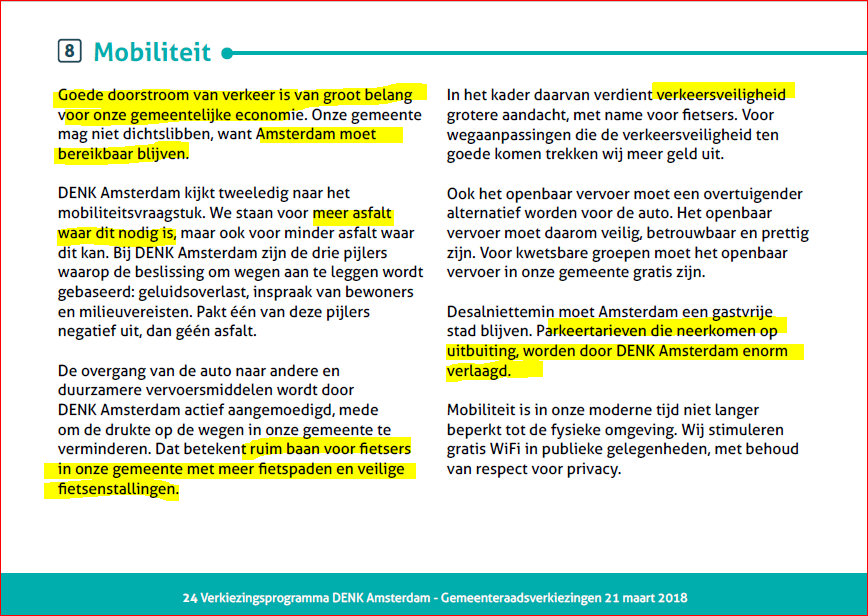 8 Mobiliteit
Goede doorstroom van verkeer is van groot belang
voor onze gemeentelijke economie. Onze gemeente
mag niet dichtslibben, want Amsterdam moet
bereikbaar blijven.
DENK Amsterdam kijkt tweeledig naar het
mobiliteitsvraagstuk. We staan voor meer asfalt
waar dit nodig is, maar ook voor minder asfalt waar
dit kan. Bij DENK Amsterdam zijn de drie pijlers
waarop de beslissing om wegen aan te leggen wordt
gebaseerd: geluidsoverlast, inspraak van bewoners
en milieuvereisten. Pakt één van deze pijlers
negatief uit, dan géén asfalt.
De overgang van de auto naar andere en
duurzamere vervoersmiddelen wordt door
DENK Amsterdam actief aangemoedigd, mede
om de drukte op de wegen in onze gemeente te
verminderen. Dat betekent ruim baan voor fietsers
in onze gemeente met meer fietspaden en veilige
fietsenstallingen.
In het kader daarvan verdient verkeersveiligheid
grotere aandacht, met name voor fietsers. Voor
wegaanpassingen die de verkeersveiligheid ten
goede komen trekken wij meer geld uit.
Ook het openbaar vervoer moet een overtuigender
alternatief worden voor de auto. Het openbaar
vervoer moet daarom veilig, betrouwbaar en prettig
zijn. Voor kwetsbare groepen moet het openbaar
vervoer in onze gemeente gratis zijn.
Desalniettemin moet Amsterdam een gastvrije
stad blijven. Parkeertarieven die neerkomen op
uitbuiting, worden door DENK Amsterdam enorm
verlaagd.
Mobiliteit is in onze moderne tijd niet langer
beperkt tot de fysieke omgeving. Wij stimuleren
gratis WiFi in publieke gelegenheden, met behoud
van respect voor privacy.
24 Verkiezingsprogramma DENK Amsterdam - Gemeenteraadsverkiezingen 21 maart 2018